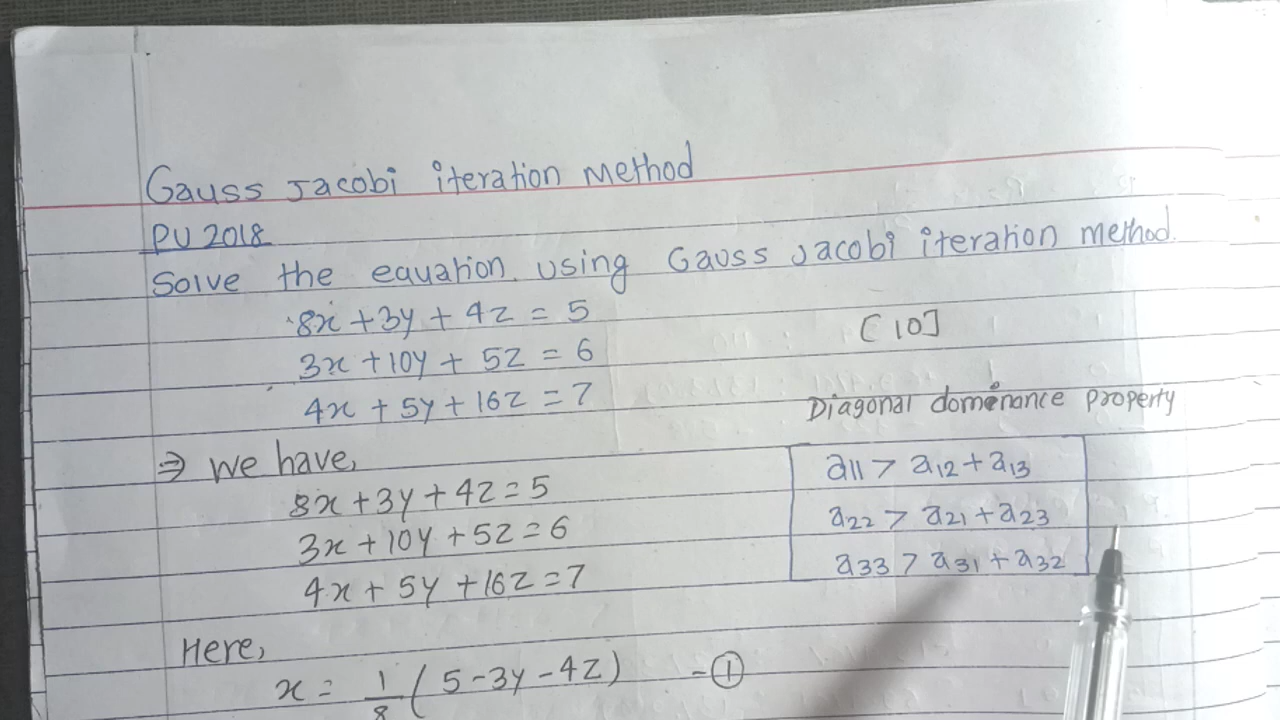 Gauss Jacobi iteration method
PU 2018
Solve the equation using Gauss Jacobi iteration method.
8x + 3y + 4z = 5
[10]
3x + 10y + 5z = 6
4x + 5y + 16z = 7
Diagonal dominance property
⇒ We have,
a11 > a12 + a13
8x + 3y + 4z = 5
a22 > a21 + a23
3x + 10y + 5z = 6
a33 > a31 + a32
4x + 5y + 16z = 7
Here,
x = 1/8 (5 - 3y - 4z) - ①